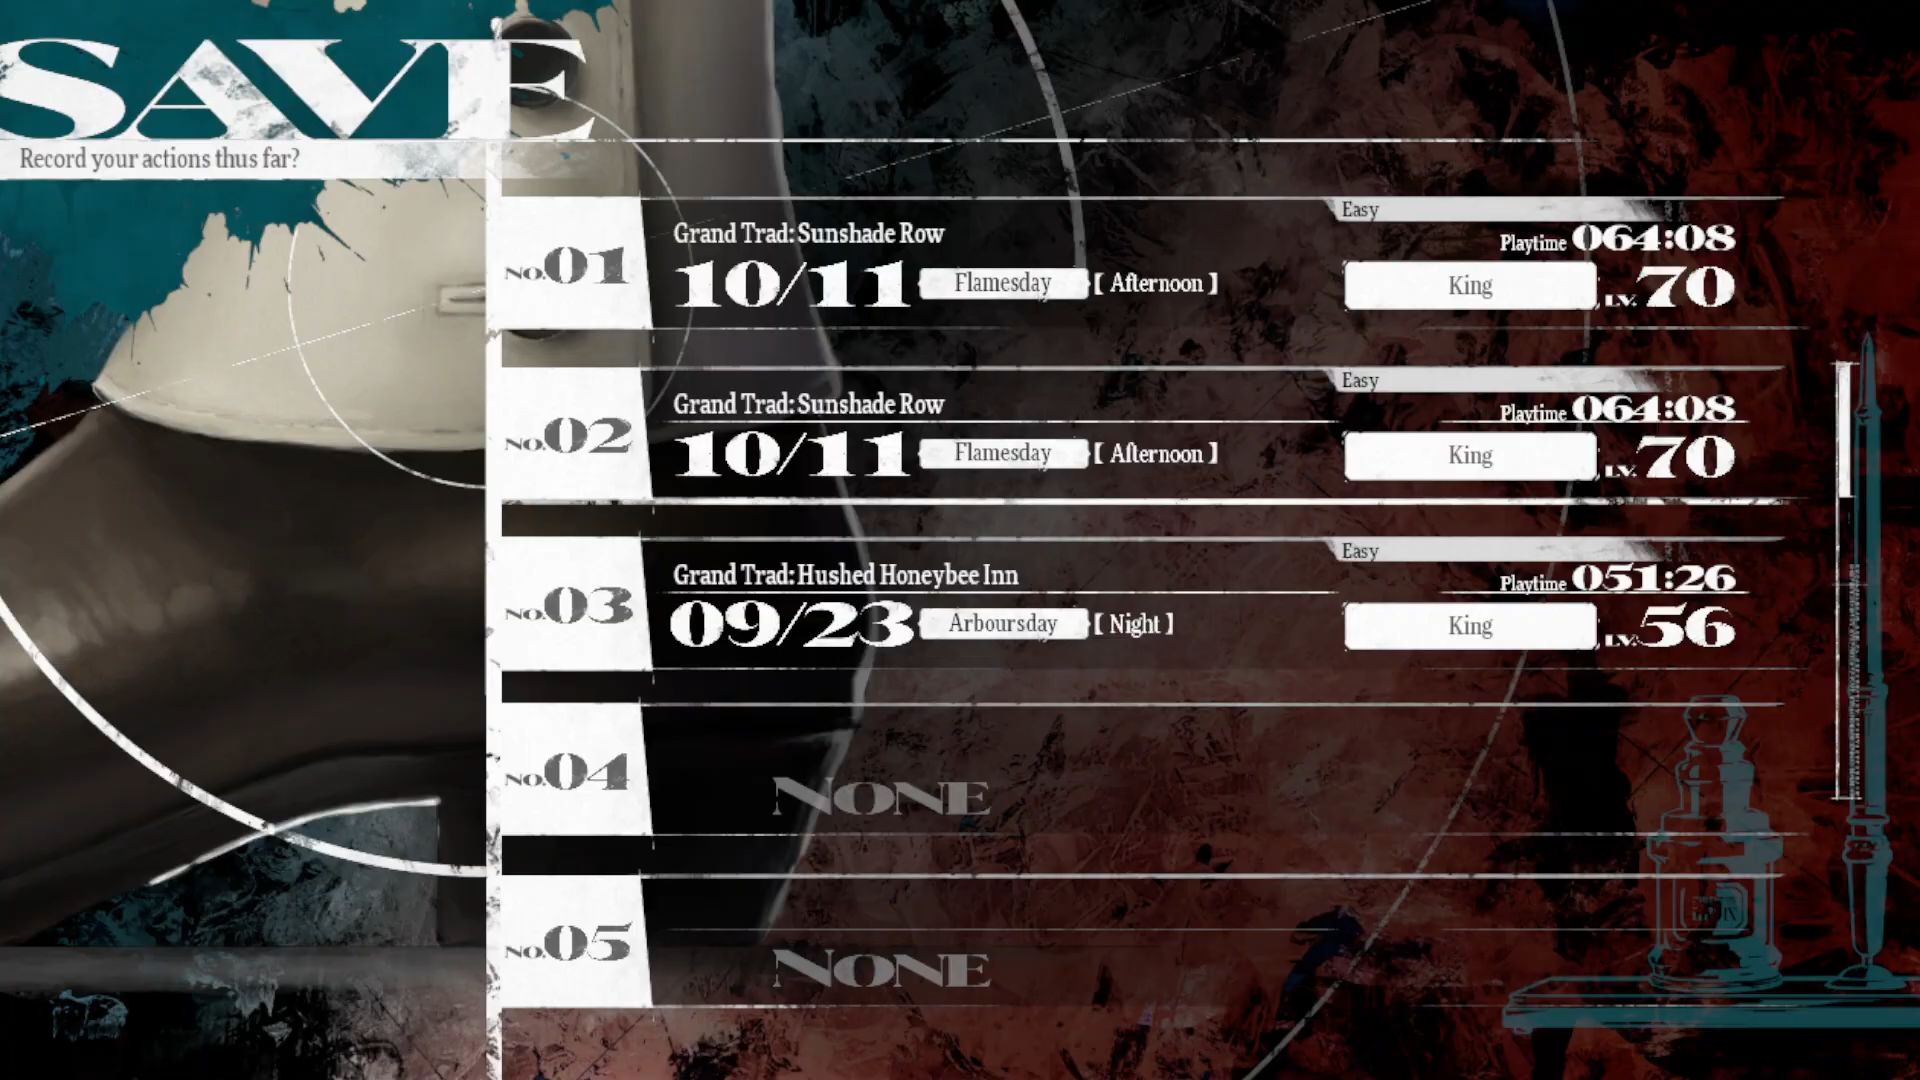 SAVE
Record your actions thus far?
Easy
No.01
Grand Trad: Sunshade Row
Playtime 064:08
10/11 Flamesday [ Afternoon ]
King LV. 70
Easy
No.02
Grand Trad: Sunshade Row
Playtime 064:08
10/11 Flamesday [ Afternoon ]
King LV. 70
Easy
No.03
Grand Trad: Hushed Honeybee Inn
Playtime 051:26
09/23 Arboursday [ Night ]
King LV. 56
No.04
NONE
No.05
NONE